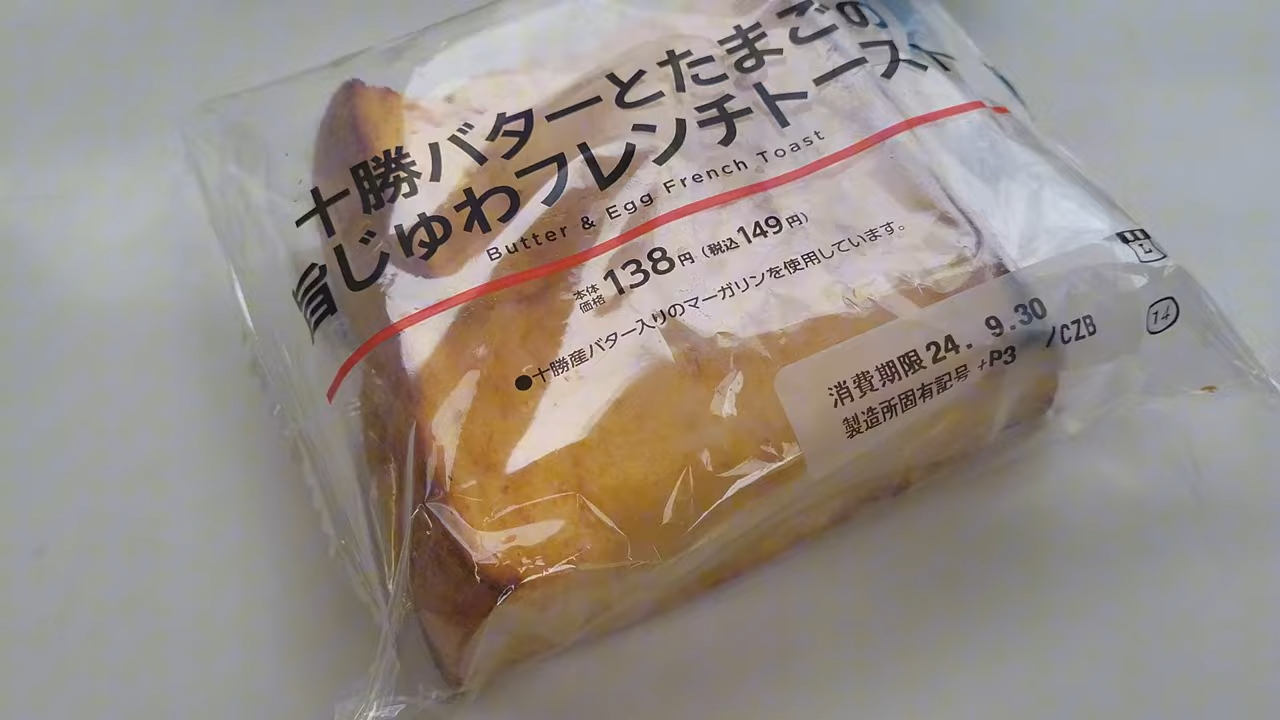 十勝バターとたまごの
旨じゅわフレンチトースト
Butter & Egg French Toast
本体価格138円(税込149円)
●十勝産バター入りのマーガリンを使用しています。
消費期限 24. 9.30
製造所固有記号 +P3 /CZB
14
L